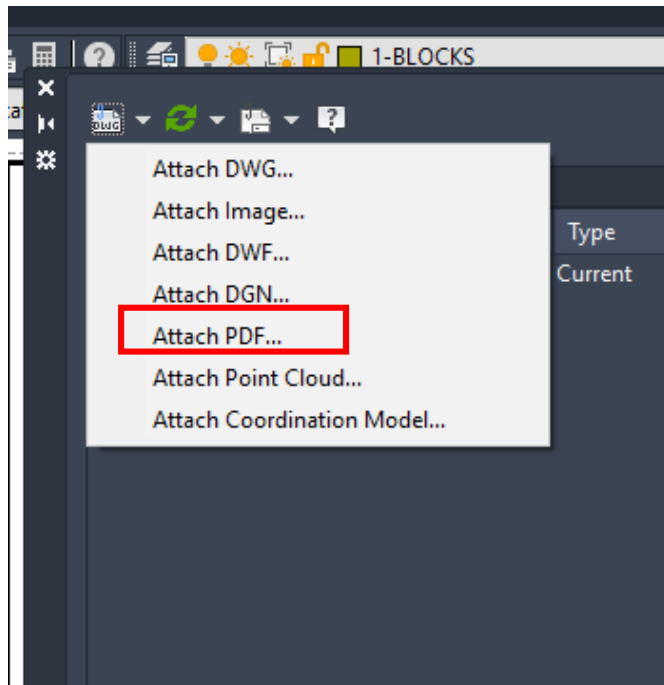 1-BLOCKS
DWG
Attach DWG...
Attach Image...
Type
Attach DWF...
Current
Attach DGN...
Attach PDF...
Attach Point Cloud...
Attach Coordination Model...